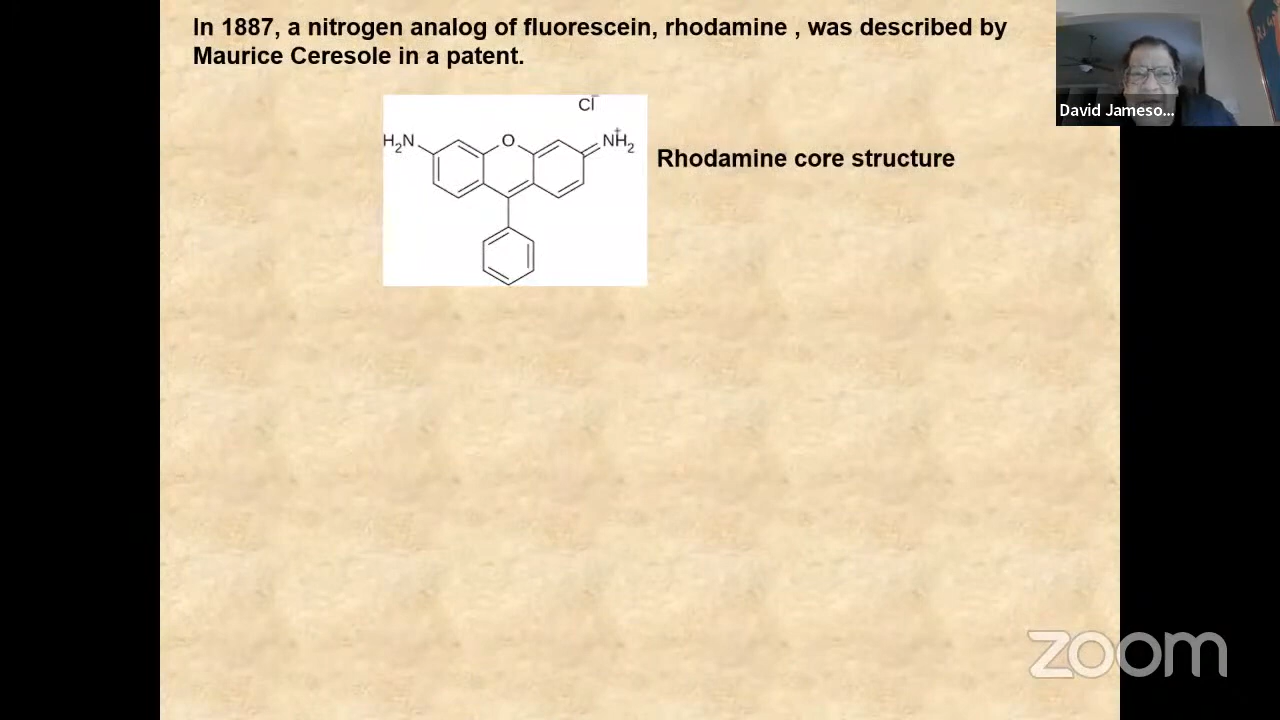 In 1887, a nitrogen analog of fluorescein, rhodamine , was described by
Maurice Ceresole in a patent.
David Jameso...
Cl⁻
H₂N
O
NH₂⁺
Rhodamine core structure
zoom